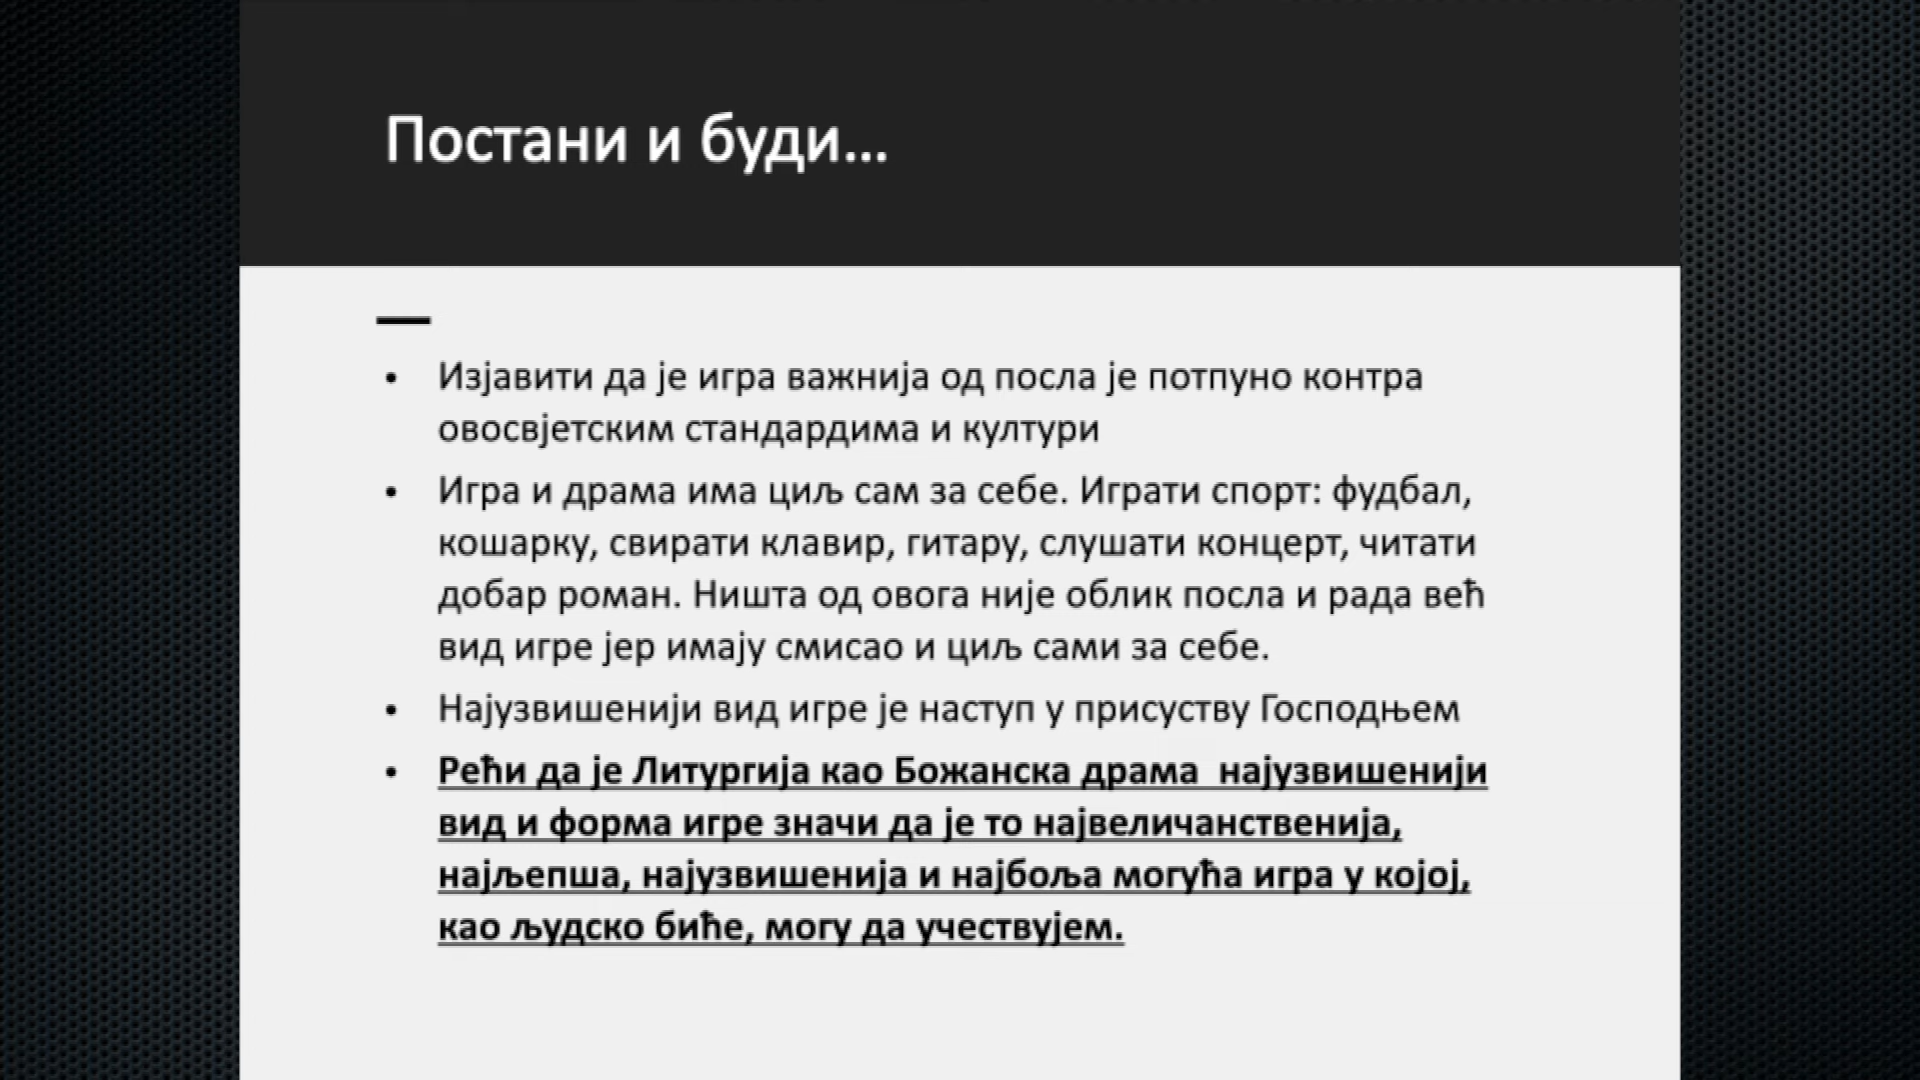 Постани и буди...
• Изјавити да је игра важнија од посла је потпуно контра
овосвјетским стандардима и култури
• Игра и драма има циљ сам за себе. Играти спорт: фудбал,
кошарку, свирати клавир, гитару, слушати концерт, читати
добар роман. Ништа од овога није облик посла и рада већ
вид игре јер имају смисао и циљ сами за себе.
• Најузвишенији вид игре је наступ у присуству Господњем
• Рећи да је Литургија као Божанска драма  најузвишенији
вид и форма игре значи да је то највеличанственија,
најљепша, најузвишенија и најбоља могућа игра у којој,
као људско биће, могу да учествујем.